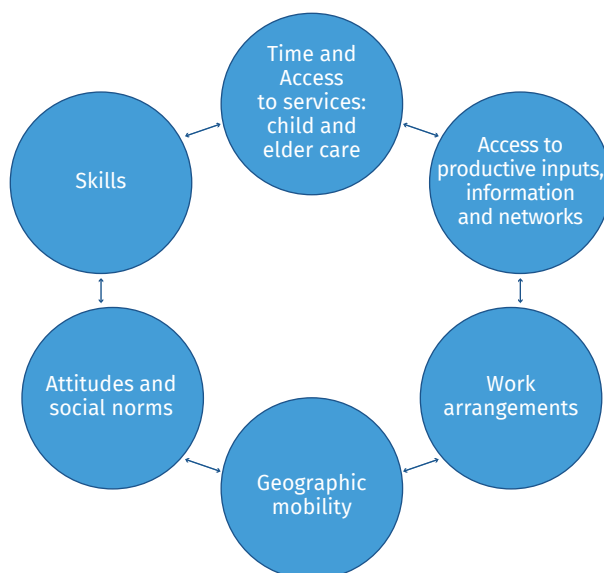 Time and
Access
to services:
child and
elder care
Skills
Access to
productive inputs,
information
and networks
Attitudes and
social norms
Work
arrangements
Geographic
mobility